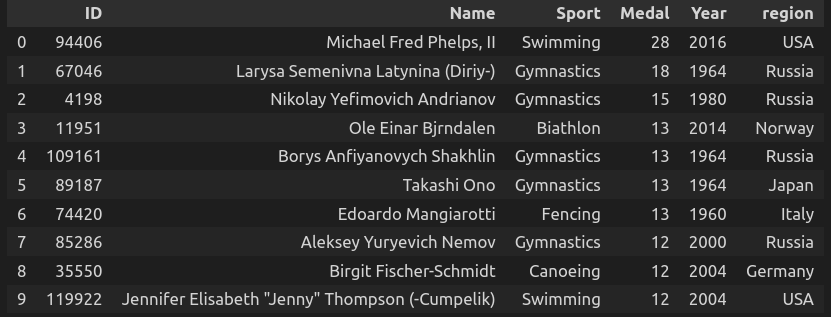 ID Name Sport Medal Year region
0 94406 Michael Fred Phelps, II Swimming 28 2016 USA
1 67046 Larysa Semenivna Latynina (Diriy-) Gymnastics 18 1964 Russia
2 4198 Nikolay Yefimovich Andrianov Gymnastics 15 1980 Russia
3 11951 Ole Einar Bjrndalen Biathlon 13 2014 Norway
4 109161 Borys Anfiyanovych Shakhlin Gymnastics 13 1964 Russia
5 89187 Takashi Ono Gymnastics 13 1964 Japan
6 74420 Edoardo Mangiarotti Fencing 13 1960 Italy
7 85286 Aleksey Yuryevich Nemov Gymnastics 12 2000 Russia
8 35550 Birgit Fischer-Schmidt Canoeing 12 2004 Germany
9 119922 Jennifer Elisabeth "Jenny" Thompson (-Cumpelik) Swimming 12 2004 USA